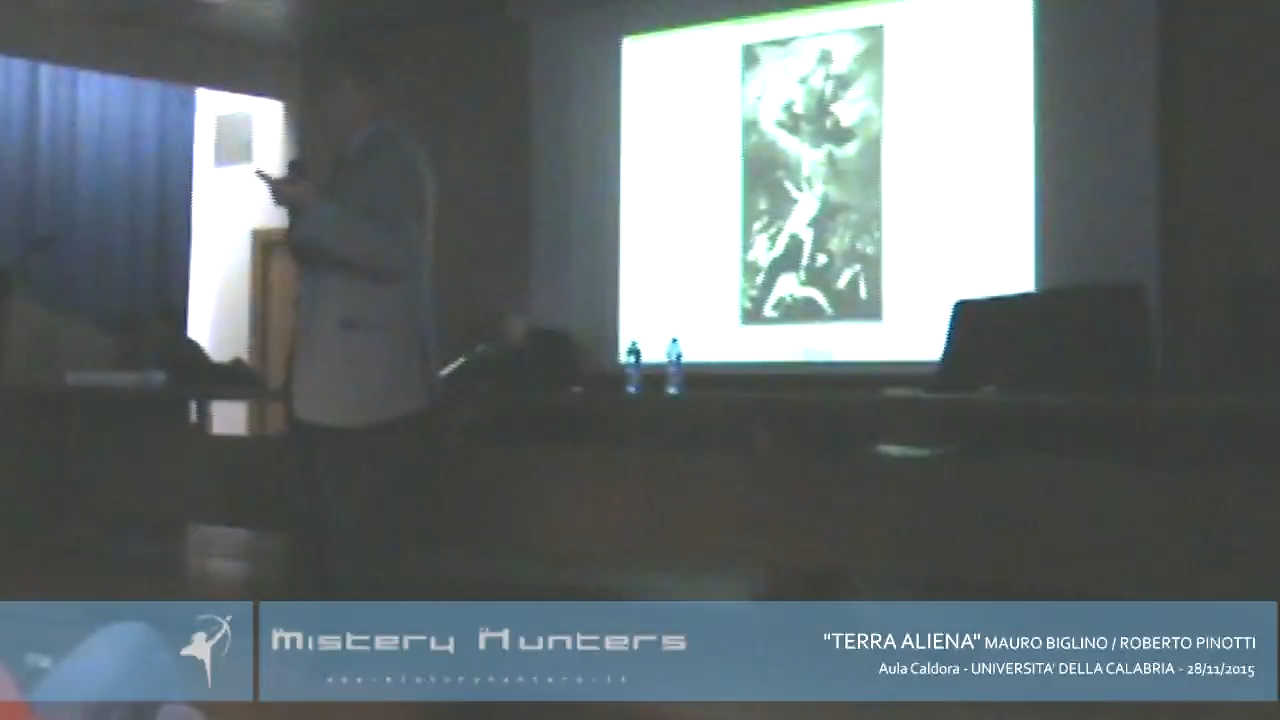 Mistery Hunters
"TERRA ALIENA" MAURO BIGLINO / ROBERTO PINOTTI
Aula Caldora - UNIVERSITA' DELLA CALABRIA - 28/11/2015